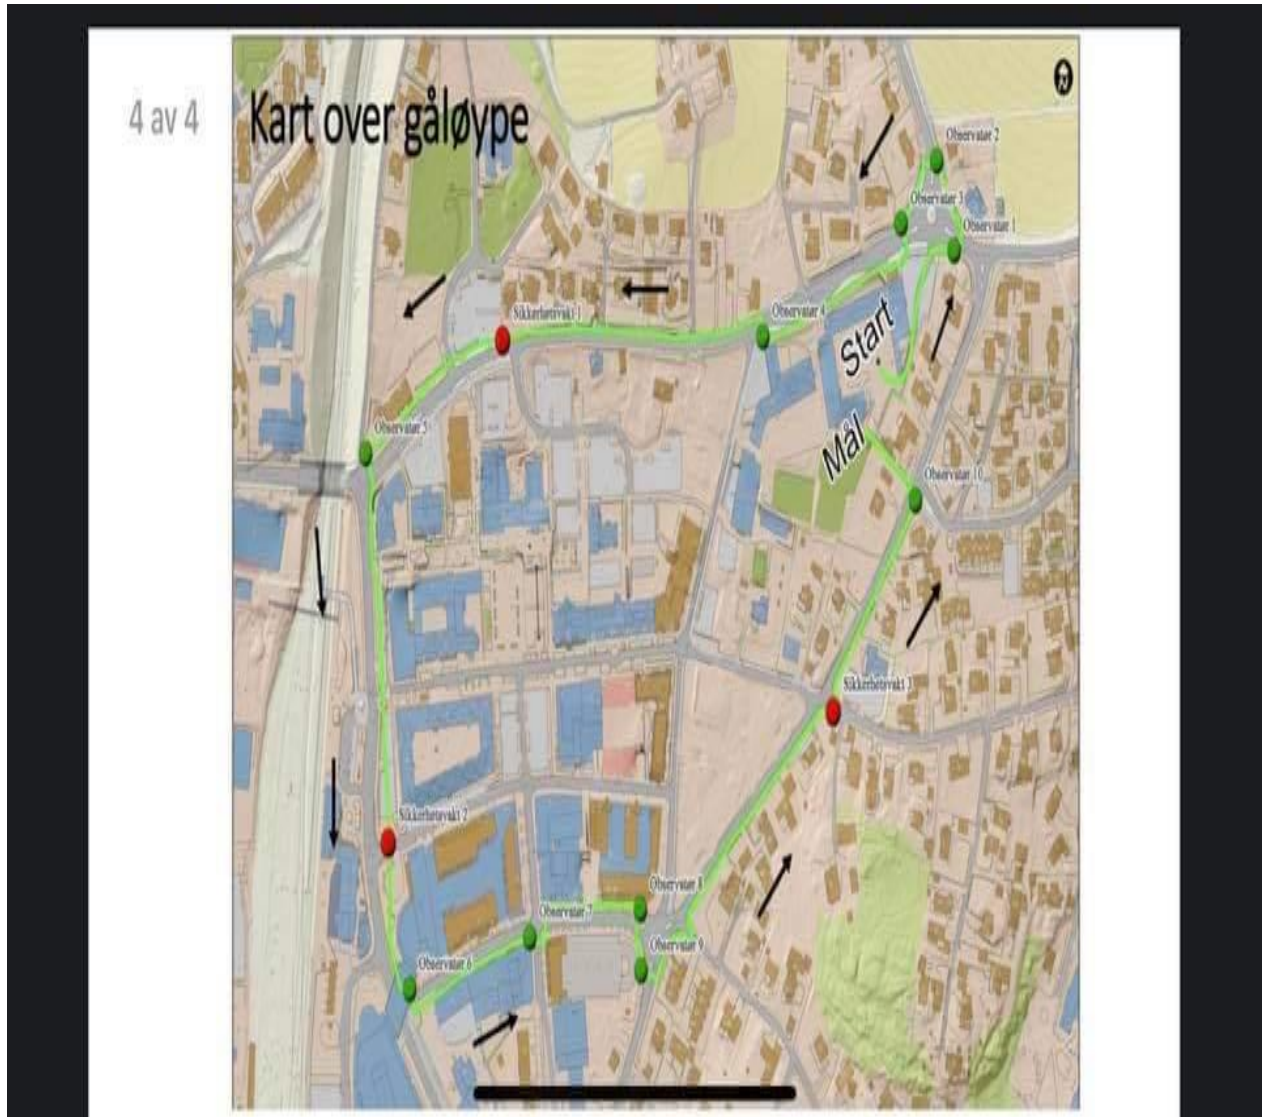 4 av 4
Kart over gåløype
Observatør 2
Observatør 3
Observatør 1
Sikkerhetsvakt 1
Observatør 4
Start
Observatør 5
Mål
Observatør 10
Sikkerhetsvakt 3
Sikkerhetsvakt 2
Observatør 8
Observatør 7
Observatør 9
Observatør 6